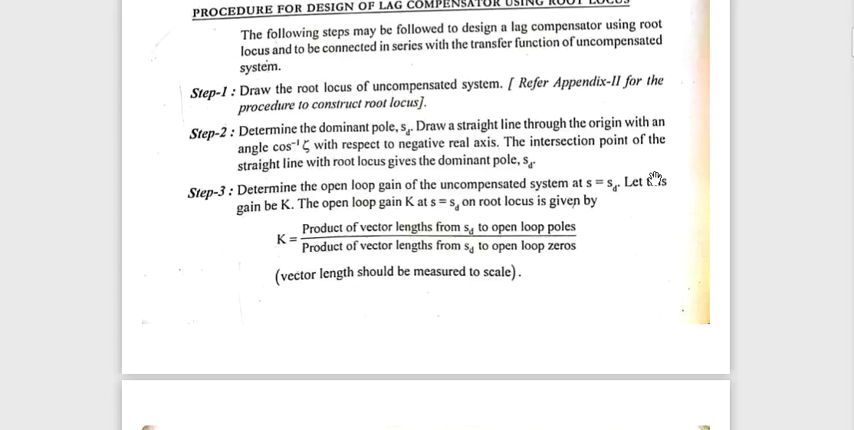 PROCEDURE FOR DESIGN OF LAG COMPENSATOR USING ROOT LOCUS
The following steps may be followed to design a lag compensator using root
locus and to be connected in series with the transfer function of uncompensated
system.
Step-1 : Draw the root locus of uncompensated system. [ Refer Appendix-II for the
procedure to construct root locus].
Step-2 : Determine the dominant pole, s_d. Draw a straight line through the origin with an
angle cos⁻¹ ζ with respect to negative real axis. The intersection point of the
straight line with root locus gives the dominant pole, s_d.
Step-3 : Determine the open loop gain of the uncompensated system at s = s_d. Let
gain be K. The open loop gain K at s = s_d on root locus is given by
Product of vector lengths from s_d to open loop poles
K =
Product of vector lengths from s_d to open loop zeros
(vector length should be measured to scale).